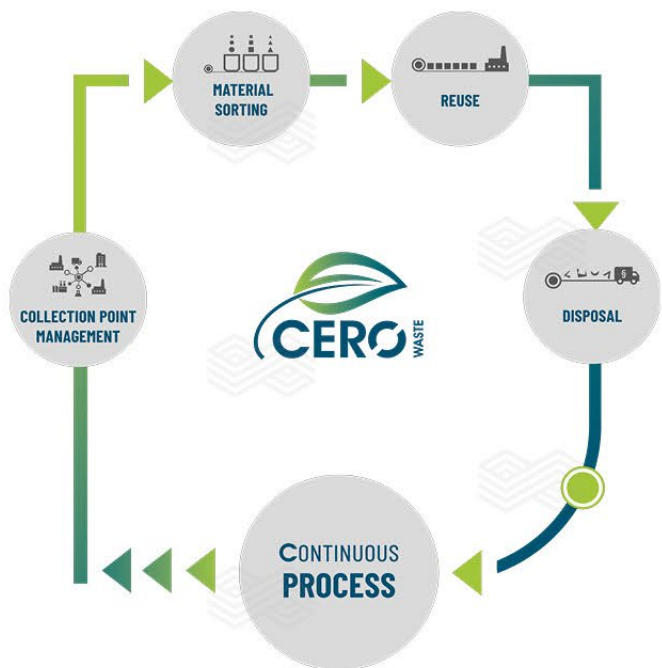 MATERIAL
SORTING
REUSE
COLLECTION POINT
MANAGEMENT
CERO
WASTE
§
DISPOSAL
CONTINUOUS
PROCESS